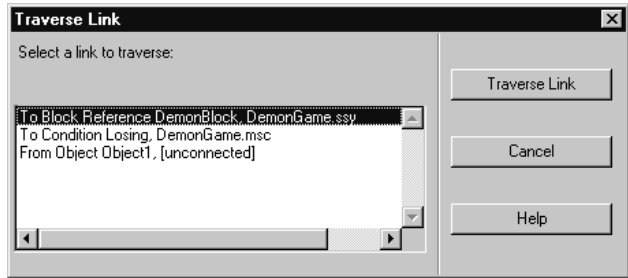 Traverse Link
Select a link to traverse:
To Block Reference DemonBlock, DemonGame.ssy
To Condition Losing, DemonGame.msc
From Object Object1, [unconnected]
Traverse Link
Cancel
Help